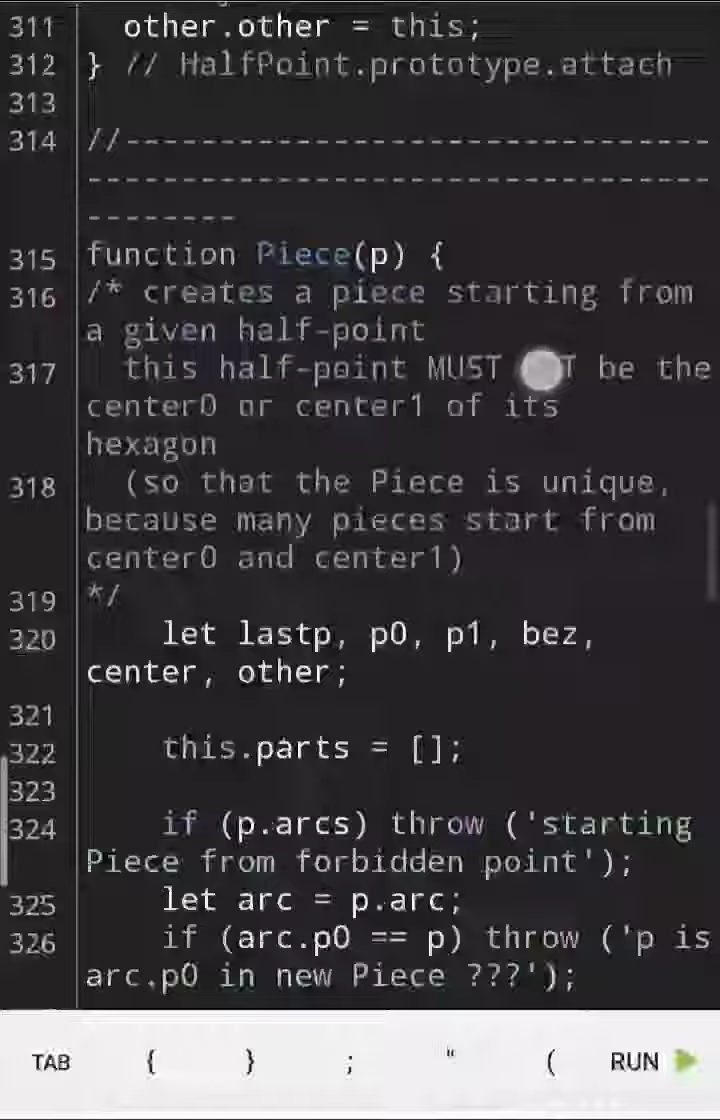 311 other.other = this;
312 } // HalfPoint.prototype.attach
313
314 //-------------------------------
---------------------------------
--------
315 function Piece(p) {
316 /* creates a piece starting from
a given half-point
317 this half-point MUST be the
center0 or center1 of its
hexagon
318 (so that the Piece is unique,
because many pieces start from
center0 and center1)
319 */
320 let lastp, p0, p1, bez,
center, other;
321
322 this.parts = [];
323
324 if (p.arcs) throw ('starting
Piece from forbidden point');
325 let arc = p.arc;
326 if (arc.p0 == p) throw ('p is
arc.p0 in new Piece ???');
TAB { } ; " ( RUN